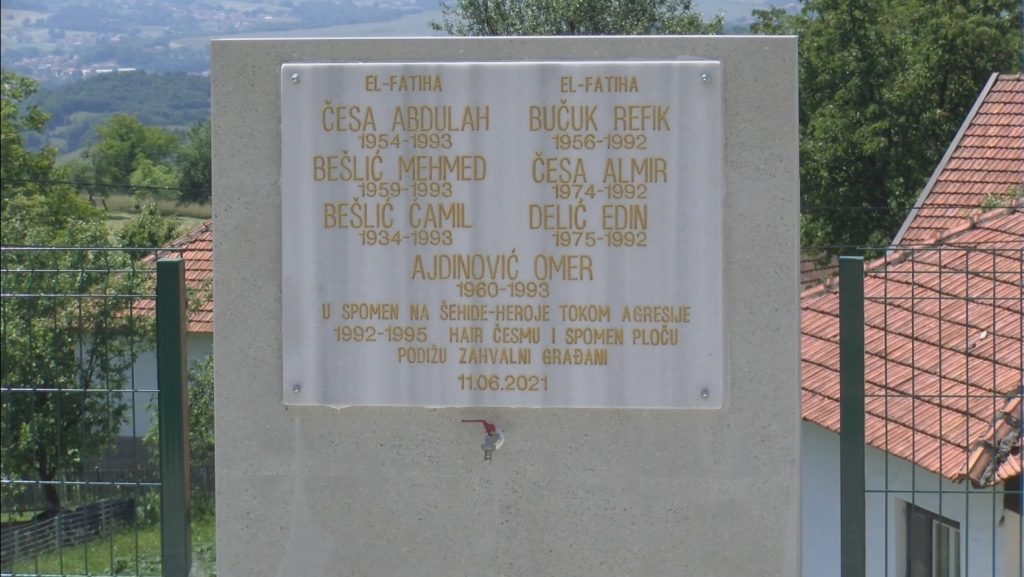 EL-FATIHA EL-FATIHA
ČESA ABDULAH BUČUK REFIK
1954-1993 1956-1992
BEŠLIĆ MEHMED ČESA ALMIR
1959-1993 1974-1992
BEŠLIĆ ĆAMIL DELIĆ EDIN
1934-1993 1975-1992
AJDINOVIĆ OMER
1960-1993
U SPOMEN NA ŠEHIDE-HEROJE TOKOM AGRESIJE
1992-1995 HAIR ČESMU I SPOMEN PLOČU
PODIŽU ZAHVALNI GRAĐANI
11.06.2021